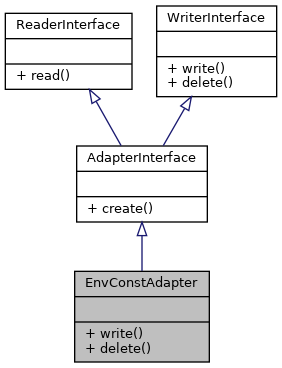 ReaderInterface
+ read()
WriterInterface
+ write()
+ delete()
AdapterInterface
+ create()
EnvConstAdapter
+ write()
+ delete()